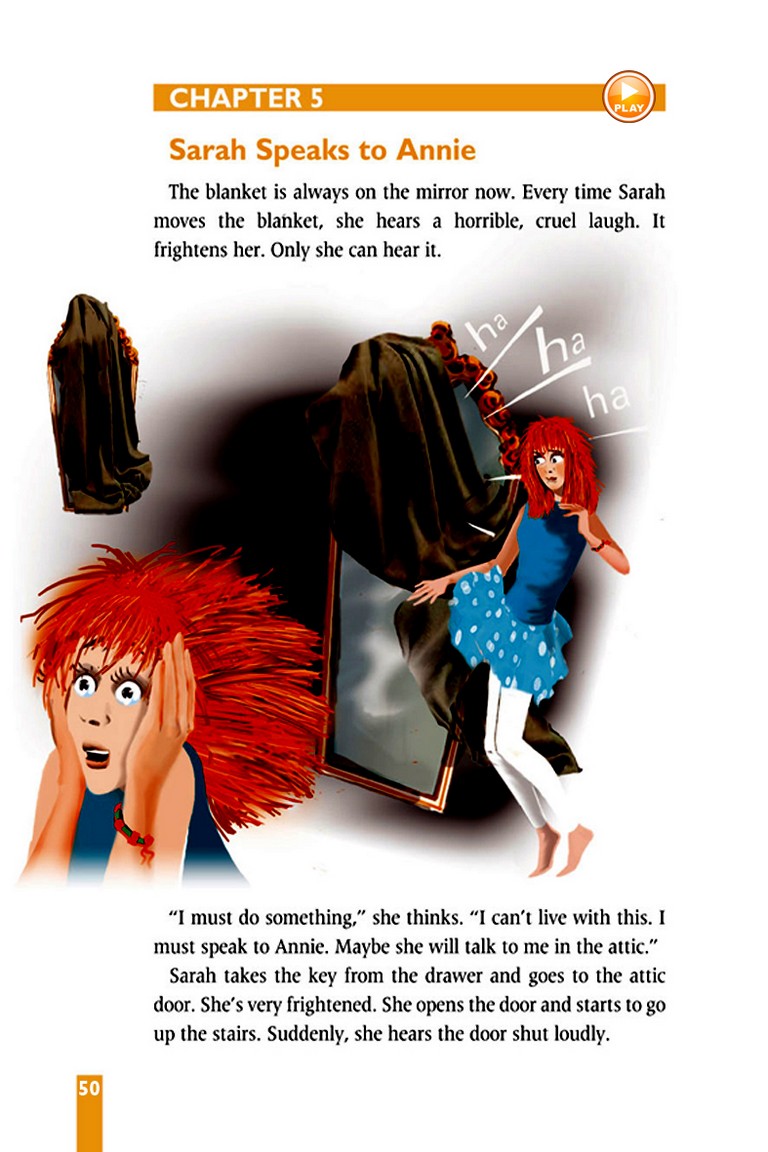 CHAPTER 5
PLAY
Sarah Speaks to Annie
The blanket is always on the mirror now. Every time Sarah
moves the blanket, she hears a horrible, cruel laugh. It
frightens her. Only she can hear it.
ha
ha
ha
“I must do something,” she thinks. “I can’t live with this. I
must speak to Annie. Maybe she will talk to me in the attic.”
Sarah takes the key from the drawer and goes to the attic
door. She’s very frightened. She opens the door and starts to go
up the stairs. Suddenly, she hears the door shut loudly.
50